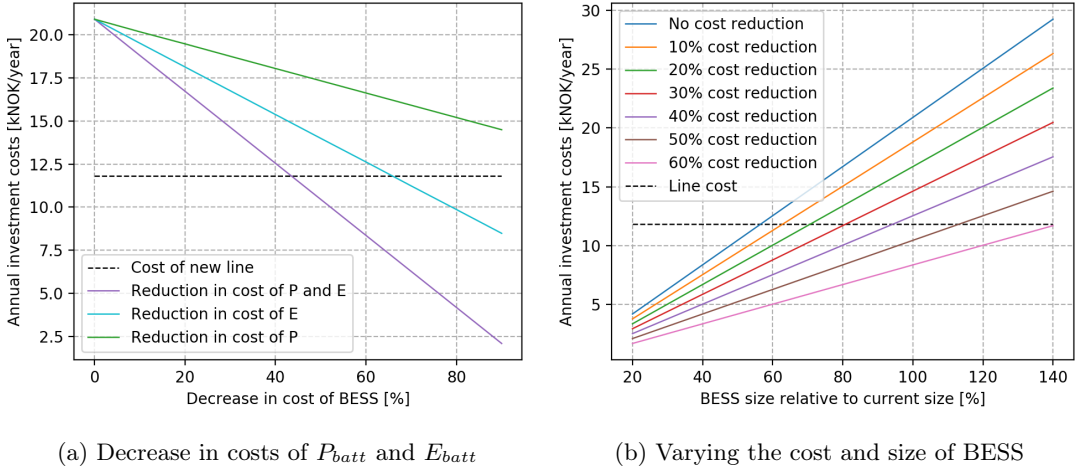 Annual investment costs [kNOK/year]
20.0
17.5
15.0
12.5
10.0
7.5
5.0
2.5
Cost of new line
Reduction in cost of P and E
Reduction in cost of E
Reduction in cost of P
0
20
40
60
80
Decrease in cost of BESS [%]
(a) Decrease in costs of P_batt and E_batt
Annual investment costs [kNOK/year]
30
25
20
15
10
5
No cost reduction
10% cost reduction
20% cost reduction
30% cost reduction
40% cost reduction
50% cost reduction
60% cost reduction
Line cost
20
40
60
80
100
120
140
BESS size relative to current size [%]
(b) Varying the cost and size of BESS